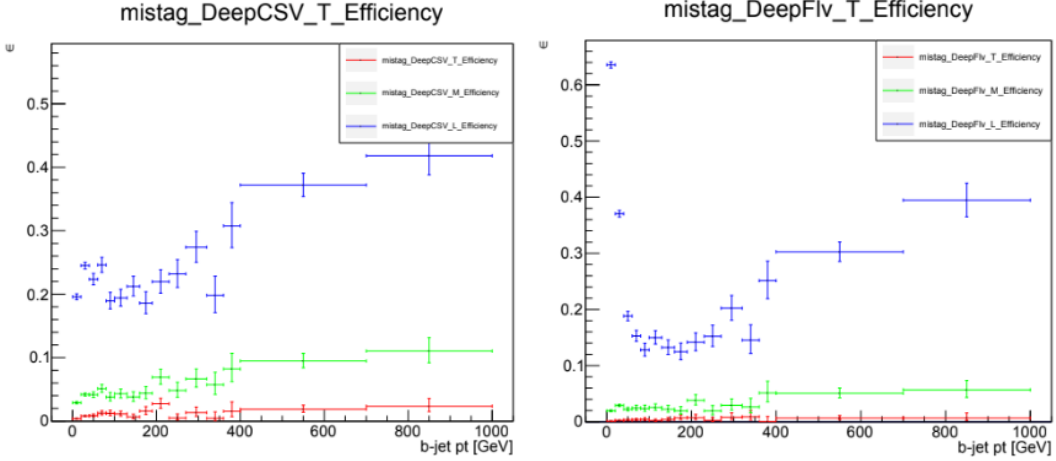 mistag_DeepCSV_T_Efficiency
ε
mistag_DeepCSV_T_Efficiency
mistag_DeepCSV_M_Efficiency
mistag_DeepCSV_L_Efficiency
0.5
0.4
0.3
0.2
0.1
0
0 200 400 600 800 1000
b-jet pt [GeV]
mistag_DeepFlv_T_Efficiency
ε
mistag_DeepFlv_T_Efficiency
mistag_DeepFlv_M_Efficiency
mistag_DeepFlv_L_Efficiency
0.6
0.5
0.4
0.3
0.2
0.1
0
0 200 400 600 800 1000
b-jet pt [GeV]